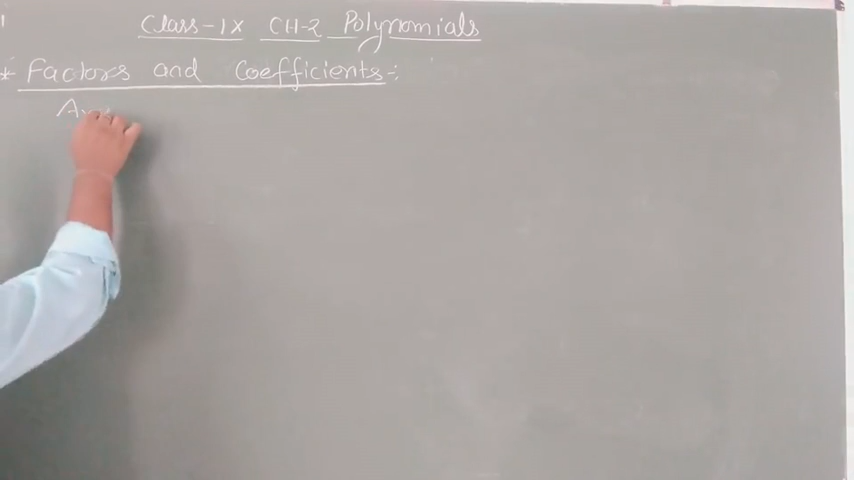 Class-IX CH-2 Polynomials
* Factors and Coefficients-: